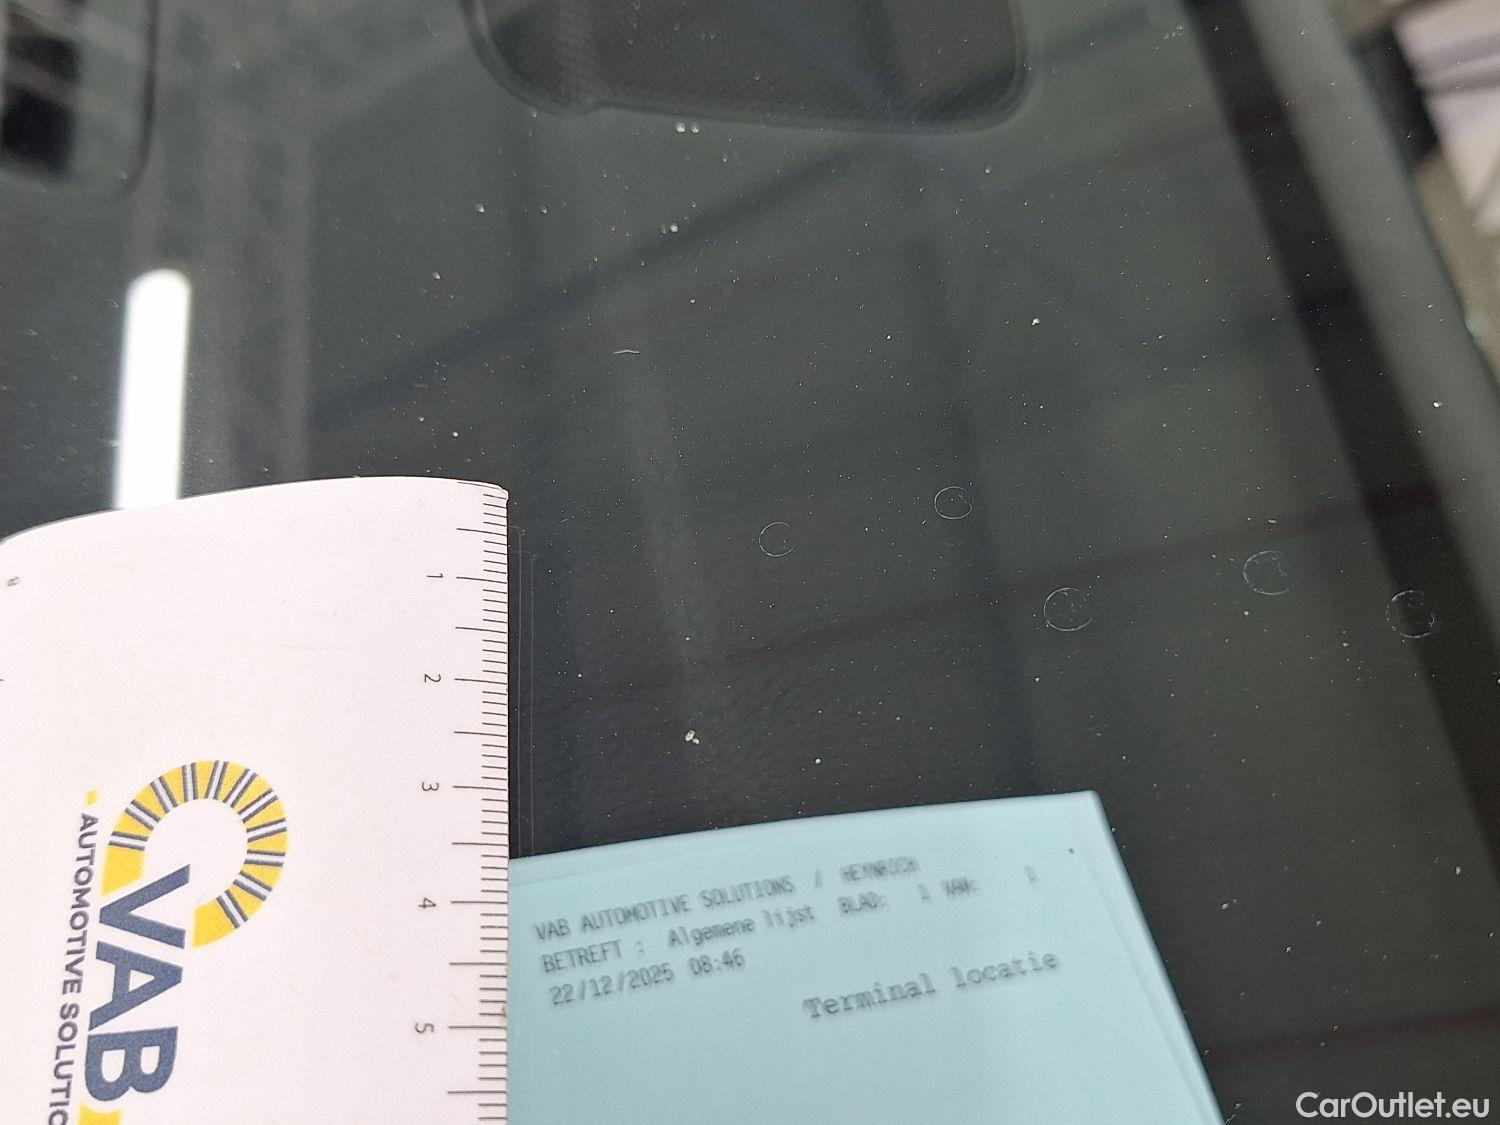 1
2
3
4
5
VAB
AUTOMOTIVE SOLUTIO
VAB AUTOMOTIVE SOLUTIONS / HEYNRICH
BETREFT : Algemene lijst BLAD: 1 VAN: 1
22/12/2025 08:46
Terminal locatie
CarOutlet.eu